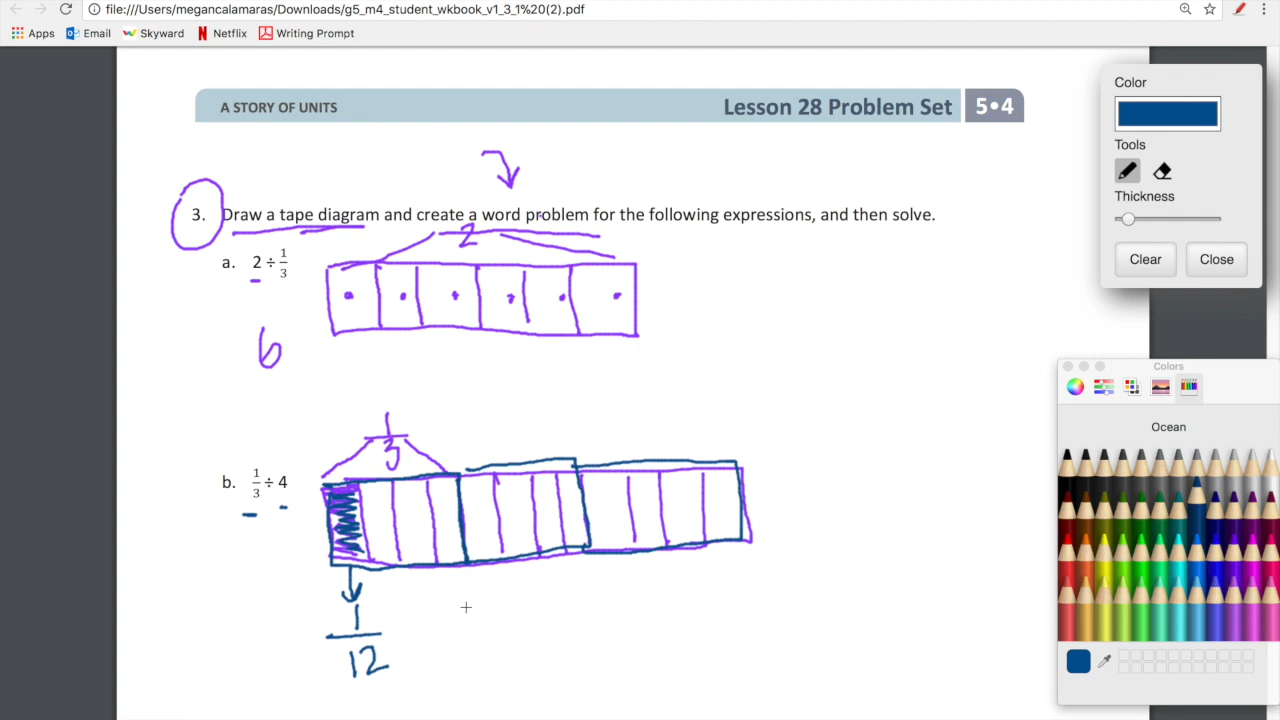 file:///Users/megancalamaras/Downloads/g5_m4_student_wkbook_v1_3_1%20(2).pdf
Apps Email Skyward Netflix Writing Prompt
A STORY OF UNITS
Lesson 28 Problem Set 5•4
3. Draw a tape diagram and create a word problem for the following expressions, and then solve.
2
a. 2 ÷ 1/3
6
1/3
b. 1/3 ÷ 4
1/12
Color
Tools
Thickness
Clear Close
Colors
Ocean